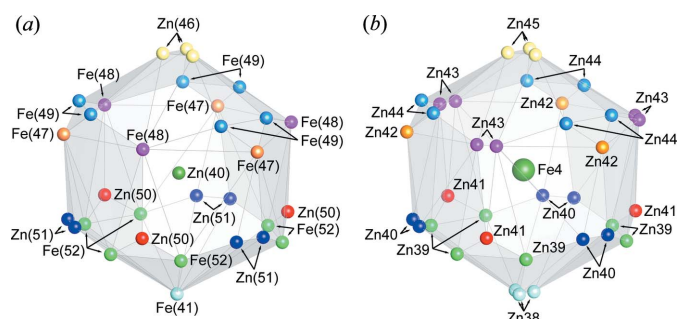 (a)
Zn(46)
Fe(49)
Fe(48)
Fe(47)
Fe(49)
Fe(48)
Fe(47)
Fe(49)
Fe(48)
Fe(47)
Zn(40)
Zn(50)
Zn(51)
Zn(50)
Fe(52)
Zn(51)
Zn(50)
Fe(52)
Fe(52)
Zn(51)
Fe(41)
(b)
Zn45
Zn44
Zn43
Zn42
Zn43
Zn44
Zn43
Zn42
Zn44
Zn42
Fe4
Zn41
Zn40
Zn41
Zn39
Zn40
Zn41
Zn39
Zn39
Zn40
Zn38